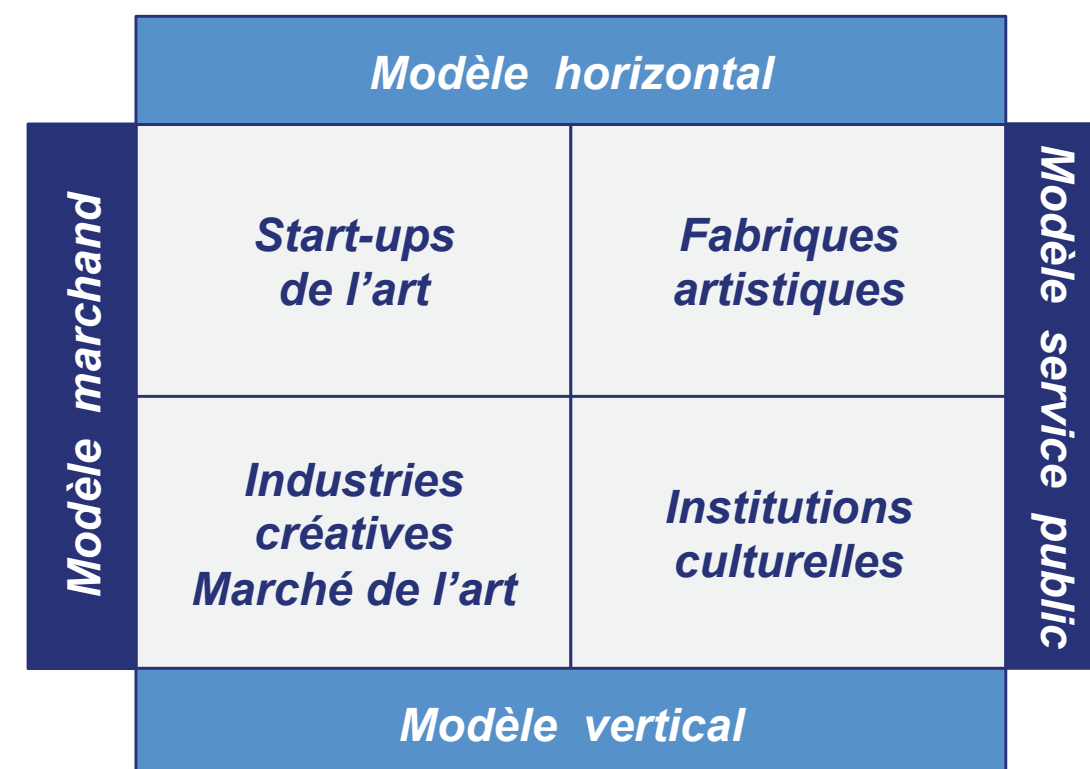 Modèle horizontal
Modèle marchand
Start-ups
de l’art
Fabriques
artistiques
Modèle service public
Industries
créatives
Marché de l’art
Institutions
culturelles
Modèle vertical